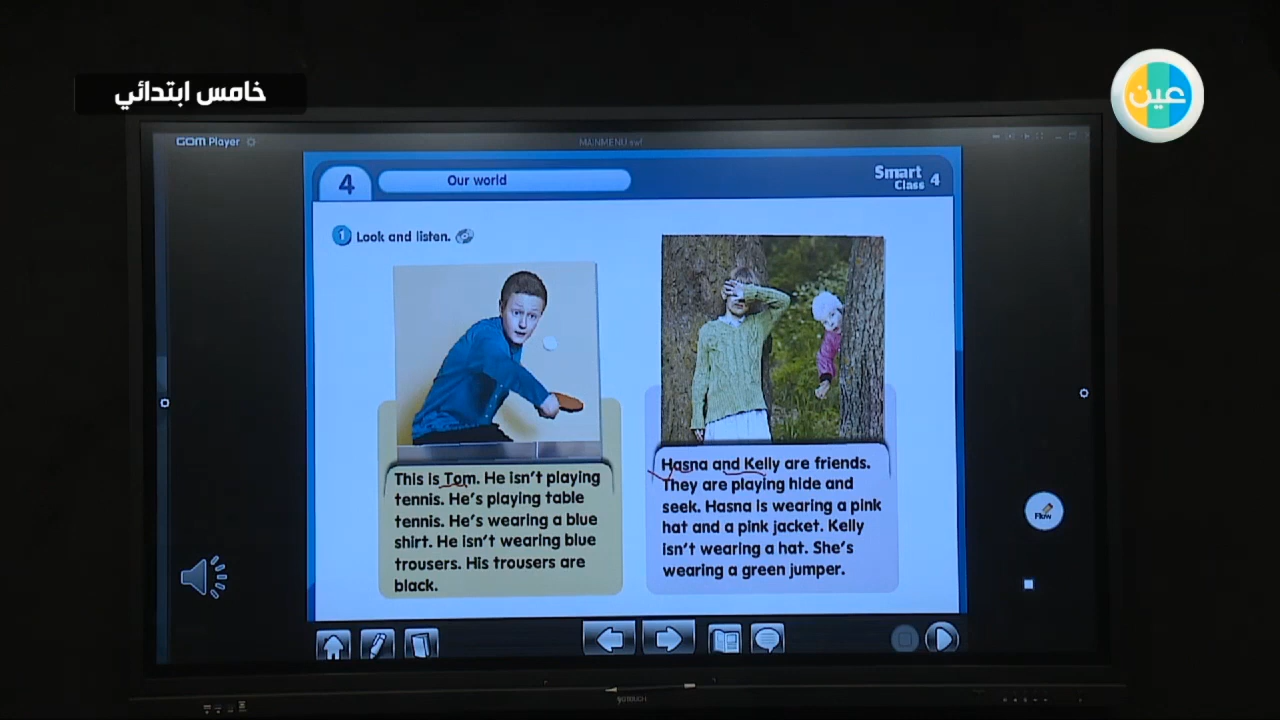 خامس ابتدائي
عين
GOM Player
MAINMENU.swf
4
Our world
Smart
Class 4
1 Look and listen.
This is Tom. He isn't playing
tennis. He's playing table
tennis. He's wearing a blue
shirt. He isn't wearing blue
trousers. His trousers are
black.
Hasna and Kelly are friends.
They are playing hide and
seek. Hasna is wearing a pink
hat and a pink jacket. Kelly
isn't wearing a hat. She's
wearing a green jumper.
Flow